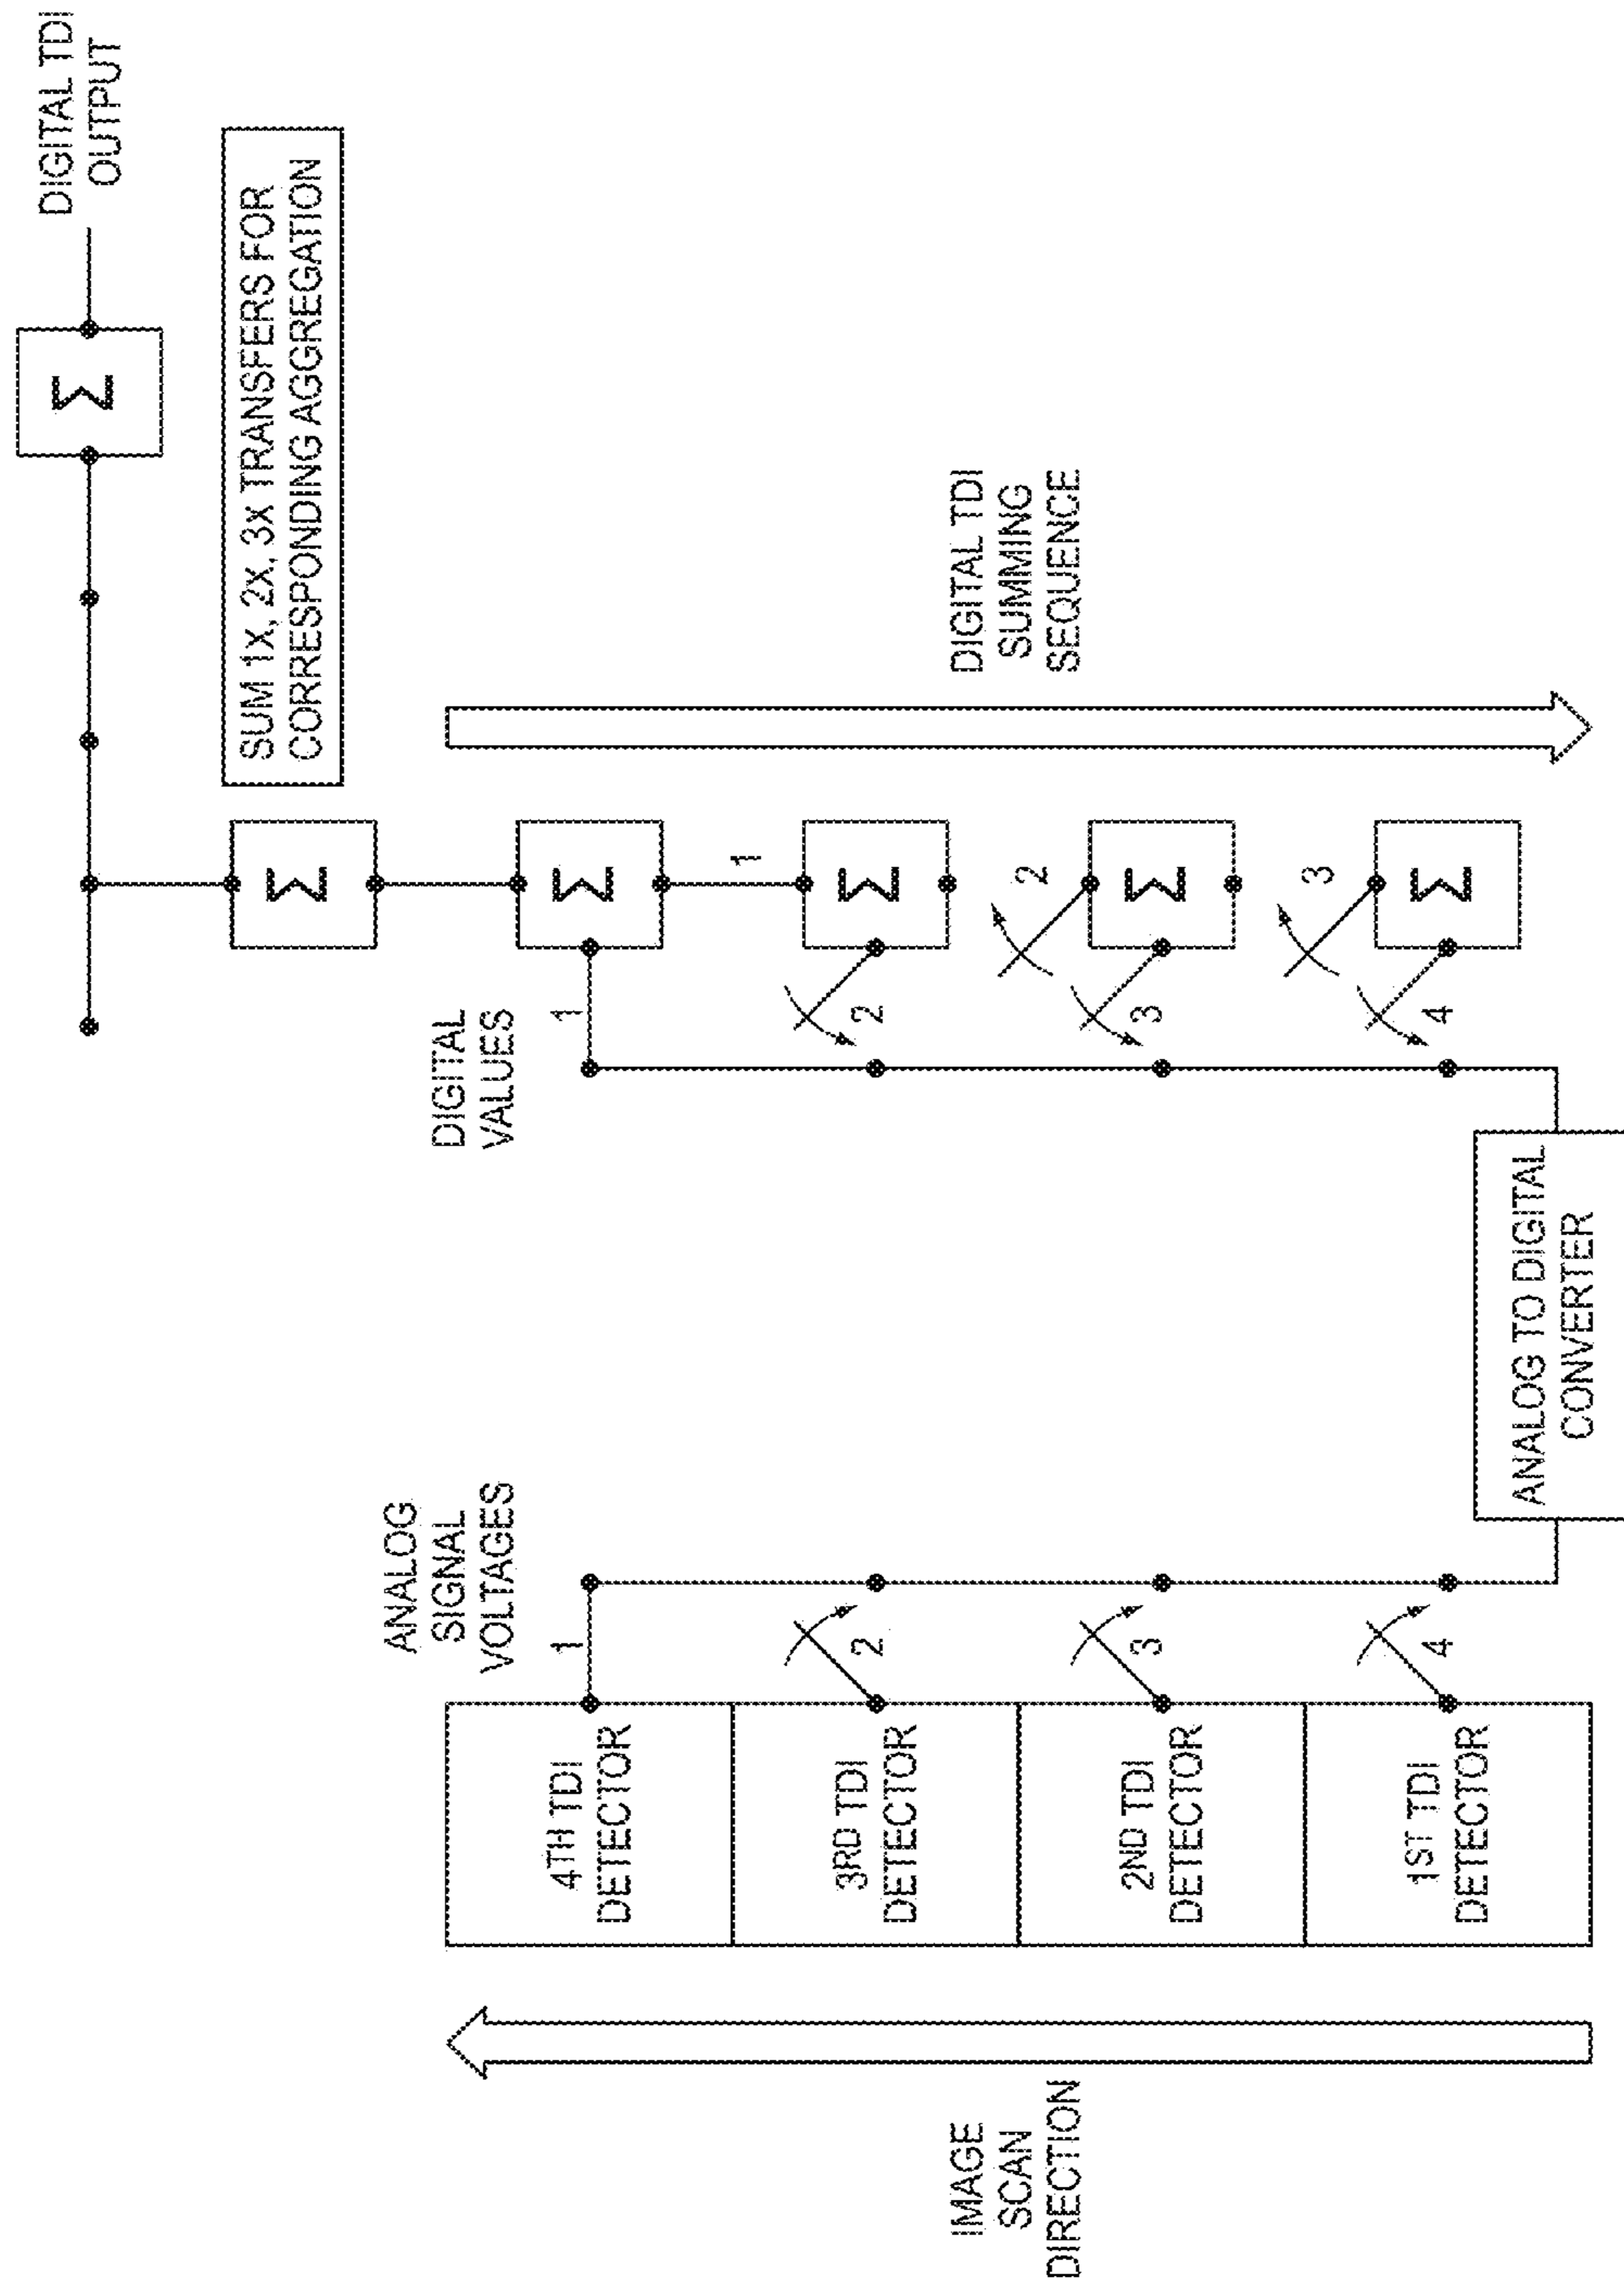 IMAGE
SCAN
DIRECTION
4TH TDI
DETECTOR
3RD TDI
DETECTOR
2ND TDI
DETECTOR
1ST TDI
DETECTOR
ANALOG
SIGNAL
VOLTAGES
1
2
3
4
ANALOG TO DIGITAL
CONVERTER
DIGITAL
VALUES
1
2
3
4
Σ
Σ
1
Σ
2
Σ
3
Σ
DIGITAL TDI
SUMMING
SEQUENCE
SUM 1X, 2X, 3X TRANSFERS FOR
CORRESPONDING AGGREGATION
Σ
DIGITAL TDI
OUTPUT